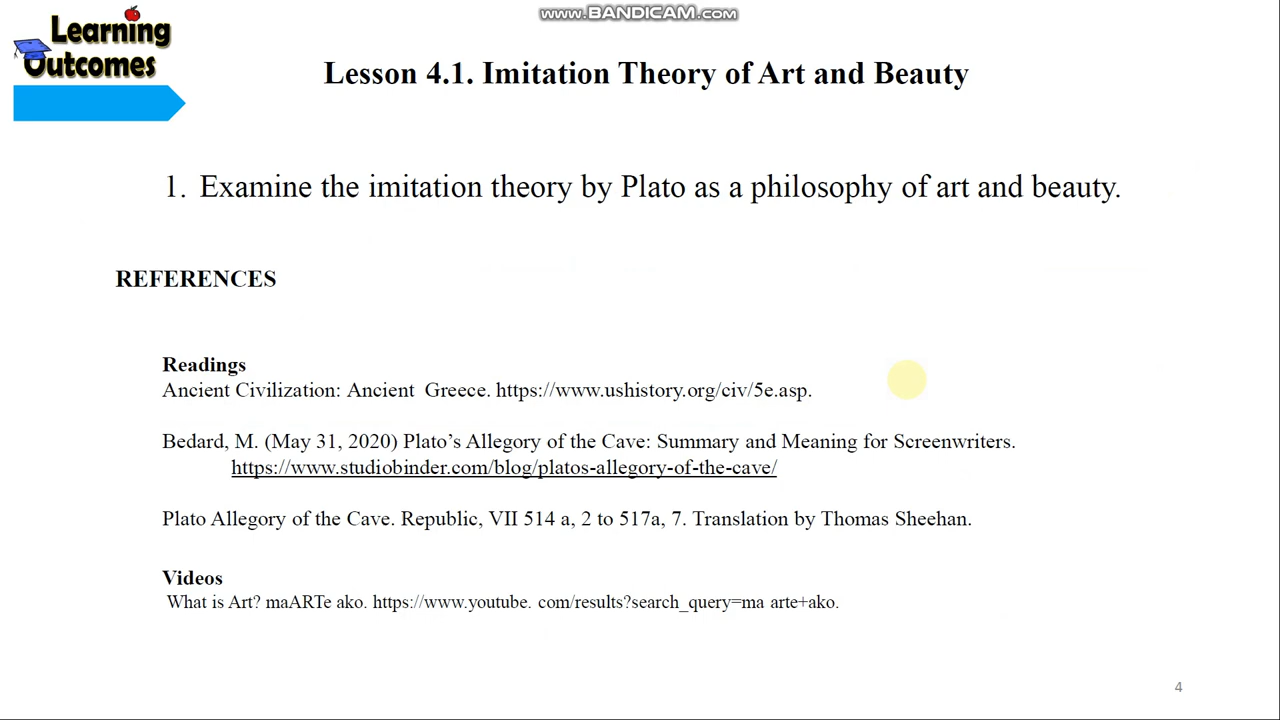 www.BANDICAM.com
Learning
Outcomes
Lesson 4.1. Imitation Theory of Art and Beauty
1. Examine the imitation theory by Plato as a philosophy of art and beauty.
REFERENCES
Readings
Ancient Civilization: Ancient  Greece. https://www.ushistory.org/civ/5e.asp.
Bedard, M. (May 31, 2020) Plato’s Allegory of the Cave: Summary and Meaning for Screenwriters.
https://www.studiobinder.com/blog/platos-allegory-of-the-cave/
Plato Allegory of the Cave. Republic, VII 514 a, 2 to 517a, 7. Translation by Thomas Sheehan.
Videos
What is Art? maARTe ako. https://www.youtube. com/results?search_query=ma arte+ako.
4